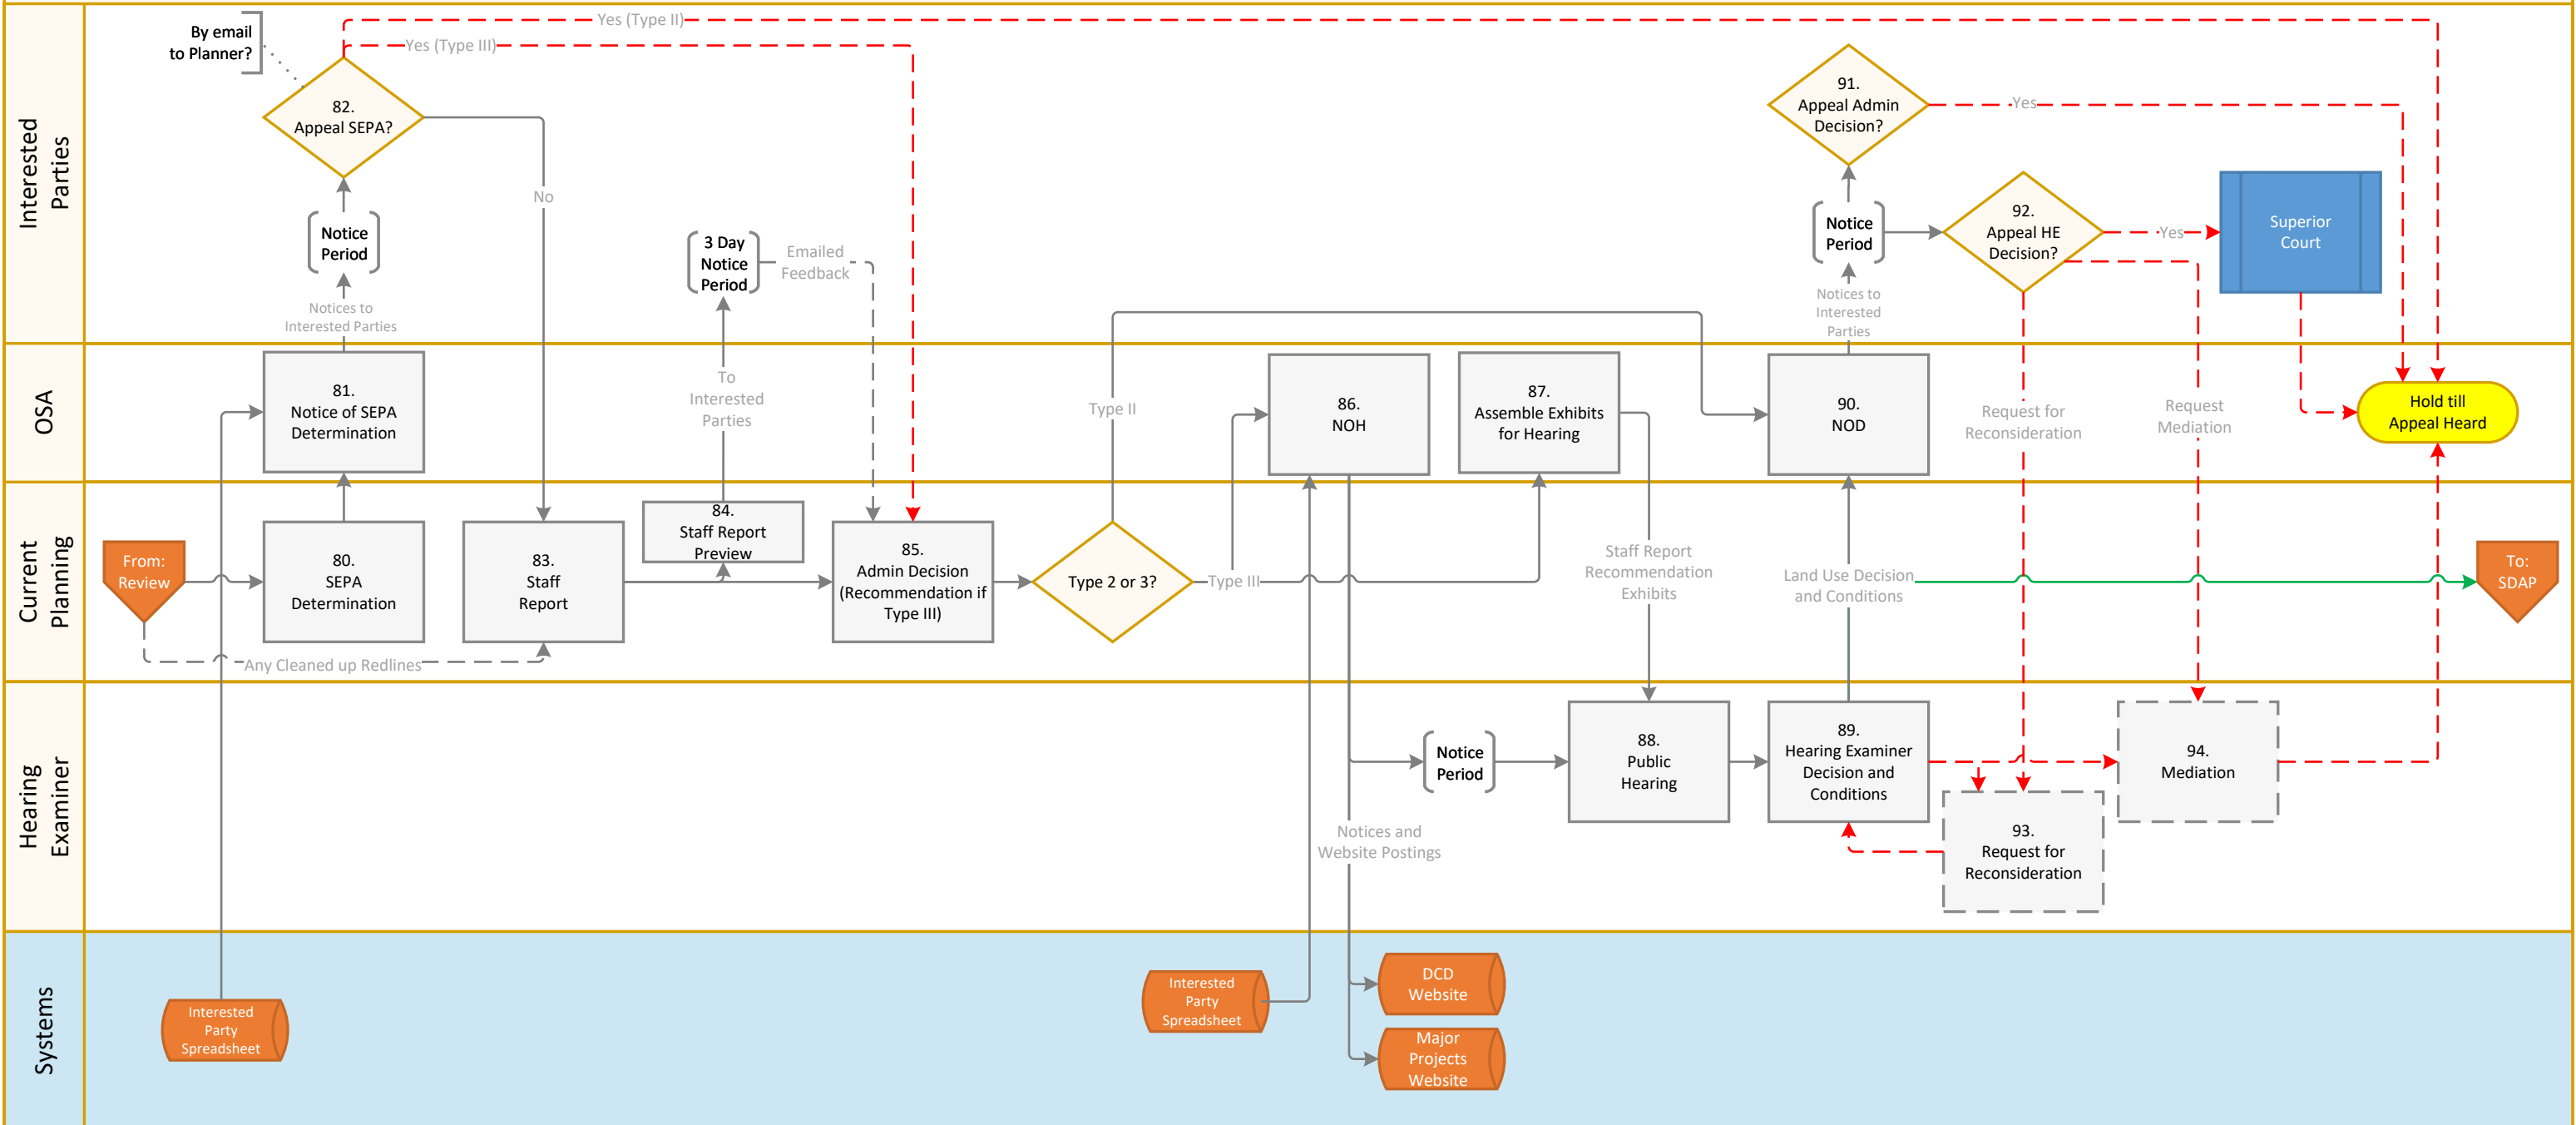 Interested
Parties
By email
to Planner?
Yes (Type II)
Yes (Type III)
82.
Appeal SEPA?
No
Notice
Period
Notices to
Interested Parties
3 Day
Notice
Period
Emailed
Feedback
91.
Appeal Admin
Decision?
Yes
Notice
Period
92.
Appeal HE
Decision?
Yes
Superior
Court
Notices to
Interested
Parties
OSA
81.
Notice of SEPA
Determination
To
Interested
Parties
Type II
86.
NOH
87.
Assemble Exhibits
for Hearing
90.
NOD
Request for
Reconsideration
Request
Mediation
Hold till
Appeal Heard
Current
Planning
From:
Review
80.
SEPA
Determination
Any Cleaned up Redlines
83.
Staff
Report
84.
Staff Report
Preview
85.
Admin Decision
(Recommendation if
Type III)
Type 2 or 3?
Type III
Staff Report
Recommendation
Exhibits
Land Use Decision
and Conditions
To:
SDAP
Hearing
Examiner
Notice
Period
88.
Public
Hearing
89.
Hearing Examiner
Decision and
Conditions
93.
Request for
Reconsideration
94.
Mediation
Notices and
Website Postings
Systems
Interested
Party
Spreadsheet
Interested
Party
Spreadsheet
DCD
Website
Major
Projects
Website